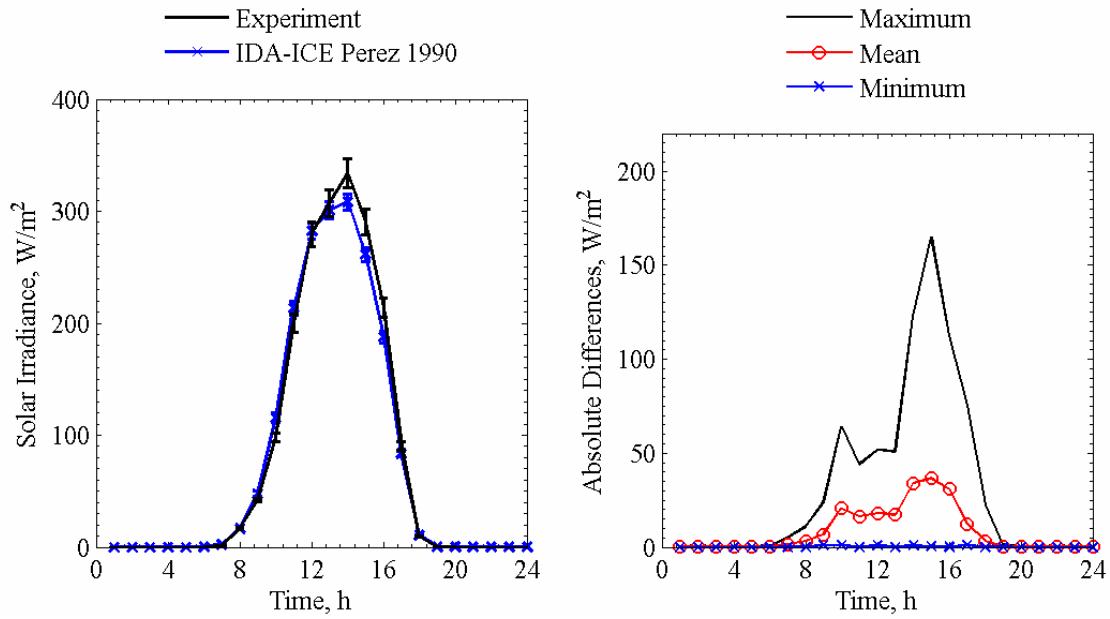 Experiment
IDA-ICE Perez 1990
400
300
200
100
0
0 4 8 12 16 20 24
Solar Irradiance, W/m²
Time, h
Maximum
Mean
Minimum
200
150
100
50
0
0 4 8 12 16 20 24
Absolute Differences, W/m²
Time, h